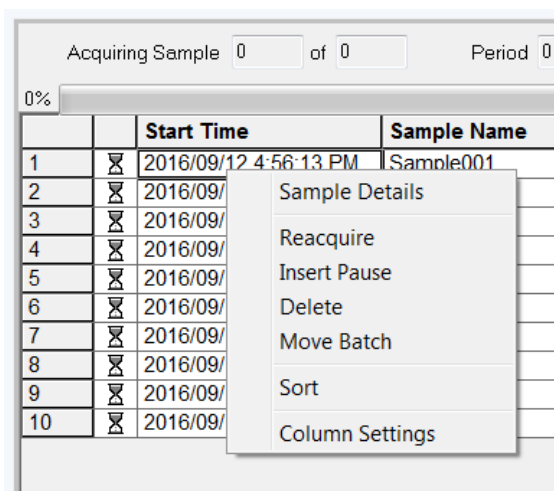 Acquiring Sample 0 of 0 Period 0
0%
Start Time Sample Name
1 2016/09/12 4:56:13 PM Sample001
2 2016/09/ Sample Details
3 2016/09/
4 2016/09/ Reacquire
5 2016/09/ Insert Pause
6 2016/09/ Delete
7 2016/09/ Move Batch
8 2016/09/
9 2016/09/ Sort
10 2016/09/ Column Settings